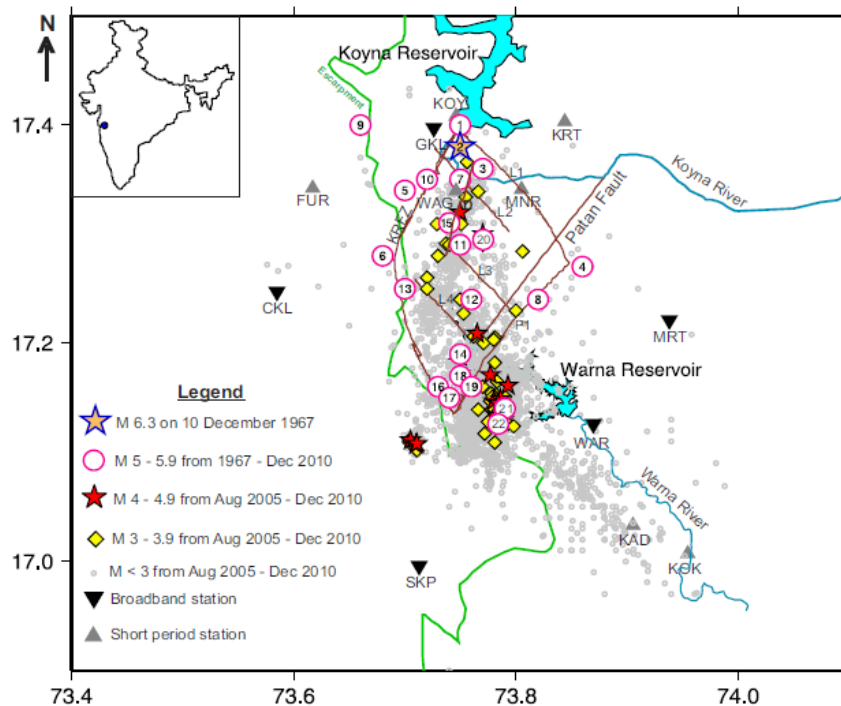 N
Koyna Reservoir
Escarpment
KOY
1
17.4
9
GKL
2
KRT
3
L1
10
7
5
WAG
D
MNR
FUR
Koyna River
KRF
L2
15
20
Patan Fault
11
6
L3
4
13
L4
12
8
CKL
P1
MRT
17.2
14
Warna Reservoir
18
16
19
17
21
22
WAR
Warna River
KAD
KOK
17.0
SKP
Legend
M 6.3 on 10 December 1967
M 5 - 5.9 from 1967 - Dec 2010
M 4 - 4.9 from Aug 2005 - Dec 2010
M 3 - 3.9 from Aug 2005 - Dec 2010
M < 3 from Aug 2005 - Dec 2010
Broadband station
Short period station
73.4
73.6
73.8
74.0